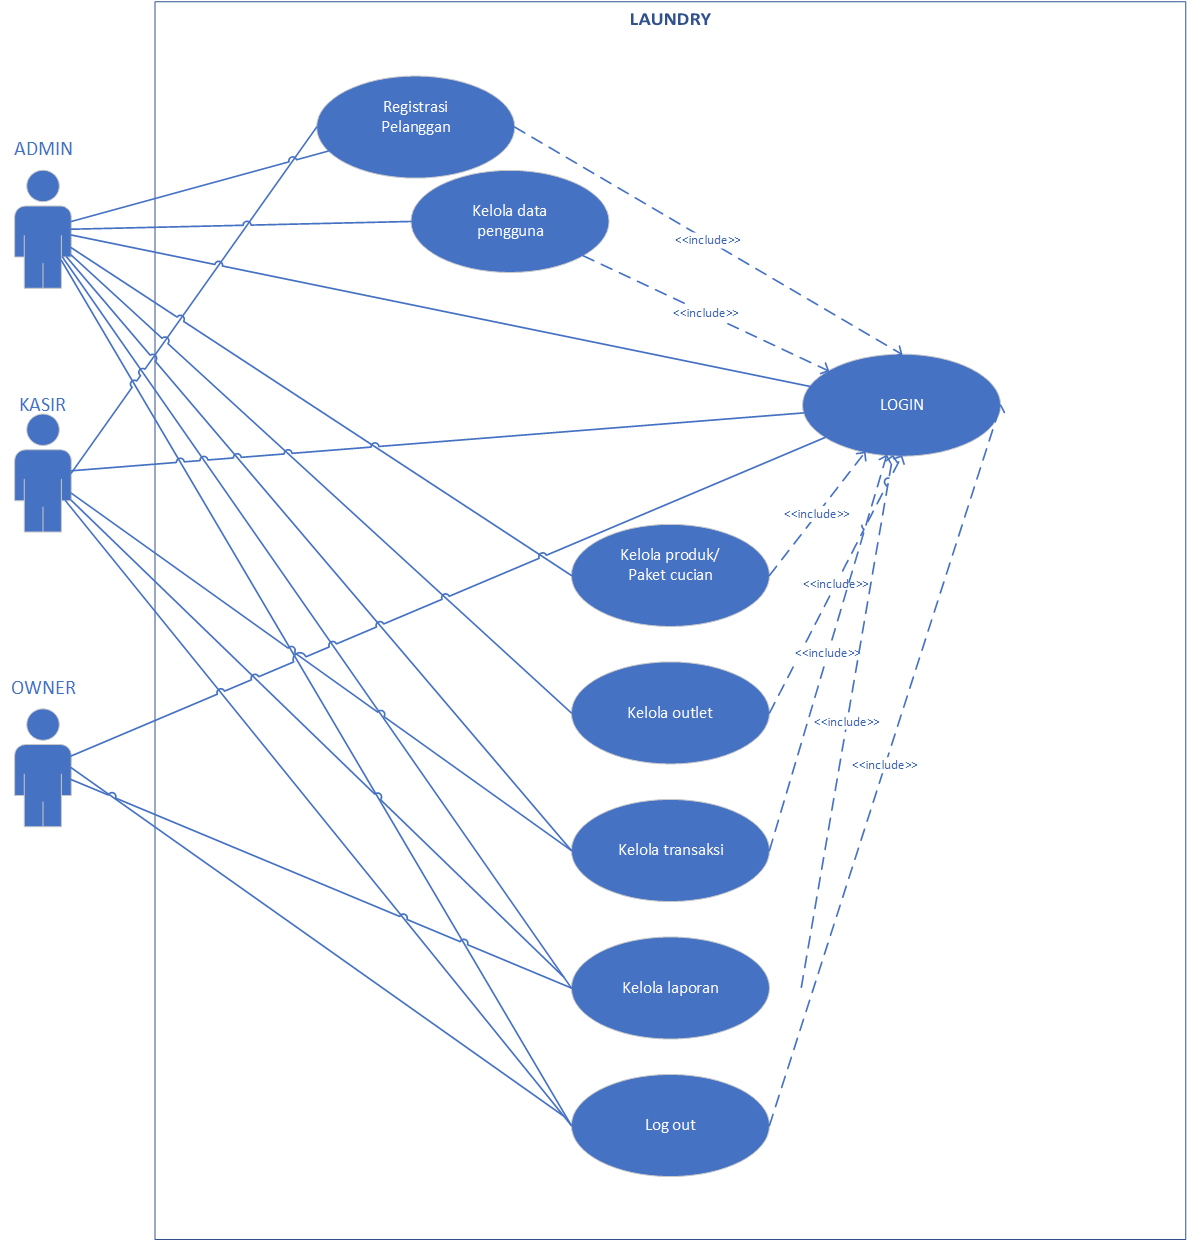 LAUNDRY
Registrasi
Pelanggan
ADMIN
Kelola data
pengguna
<<include>>
<<include>>
KASIR
LOGIN
<<include>>
Kelola produk/
Paket cucian
<<include>>
<<include>>
OWNER
Kelola outlet
<<include>>
<<include>>
Kelola transaksi
Kelola laporan
Log out